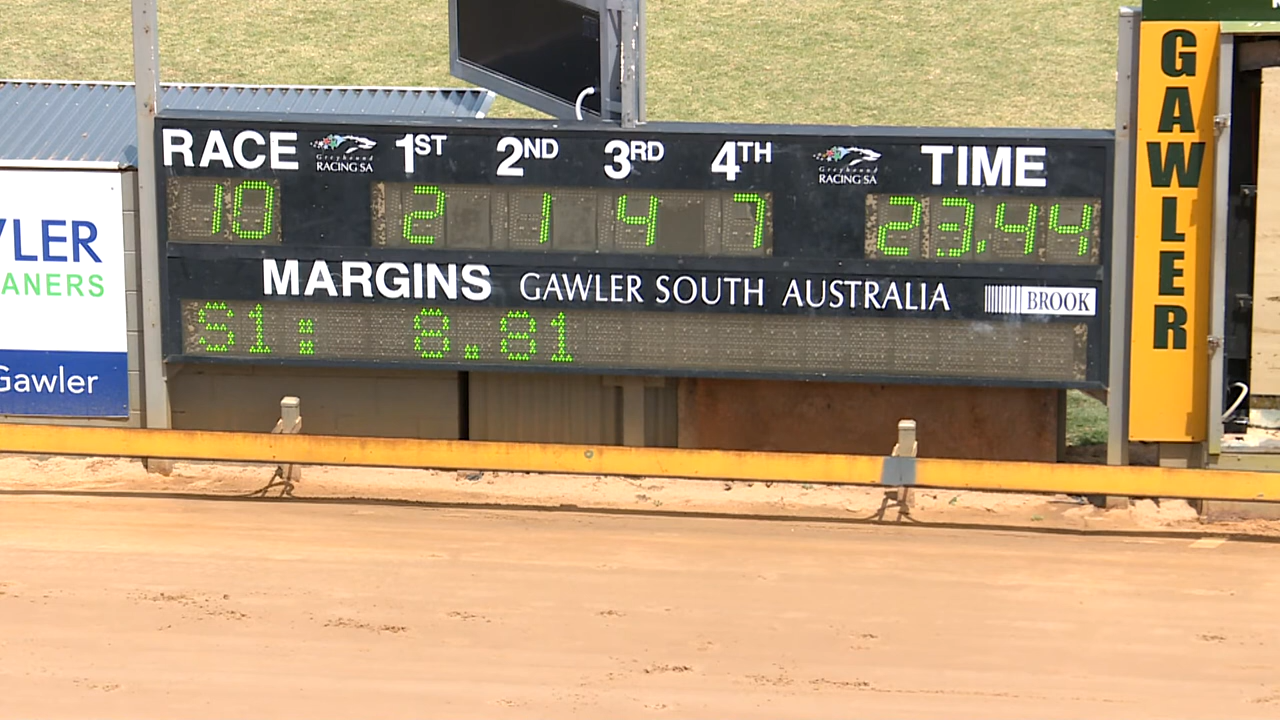 RACE Greyhound RACING SA 1ST 2ND 3RD 4TH Greyhound RACING SA TIME
10 2 1 4 7 23.44
MARGINS GAWLER SOUTH AUSTRALIA BROOK
S1: 8.81
LER
ANERS
Gawler
GAWLER